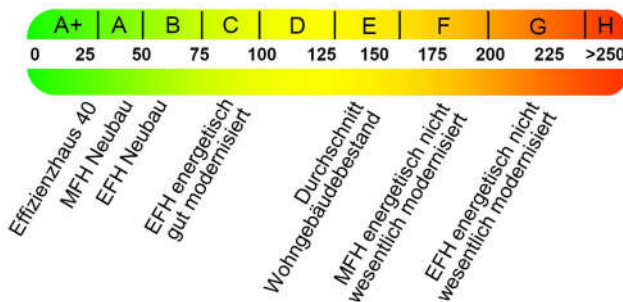 A+ A B C D E F G H
0 25 50 75 100 125 150 175 200 225 >250
Effizienzhaus 40
MFH Neubau
EFH Neubau
EFH energetisch
gut modernisiert
Durchschnitt
Wohngebäudebestand
MFH energetisch nicht
wesentlich modernisiert
EFH energetisch nicht
wesentlich modernisiert